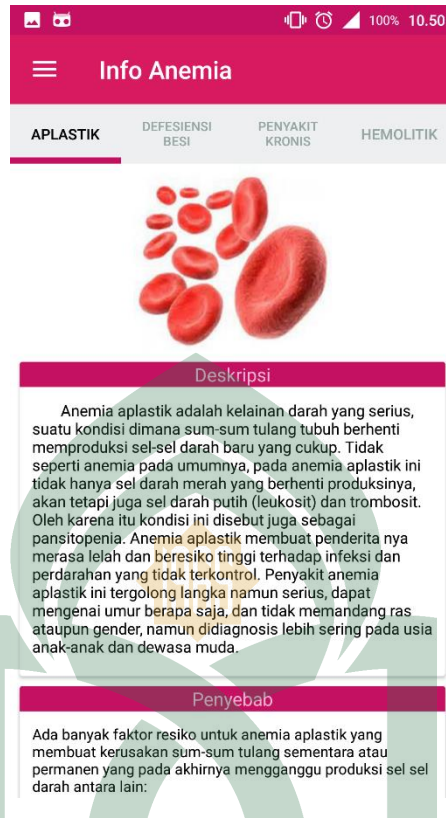 100% 10.50
Info Anemia
APLASTIK
DEFESIENSI
BESI
PENYAKIT
KRONIS
HEMOLITIK
Deskripsi
Anemia aplastik adalah kelainan darah yang serius,
suatu kondisi dimana sum-sum tulang tubuh berhenti
memproduksi sel-sel darah baru yang cukup. Tidak
seperti anemia pada umumnya, pada anemia aplastik ini
tidak hanya sel darah merah yang berhenti produksinya,
akan tetapi juga sel darah putih (leukosit) dan trombosit.
Oleh karena itu kondisi ini disebut juga sebagai
pansitopenia. Anemia aplastik membuat penderita nya
merasa lelah dan beresiko tinggi terhadap infeksi dan
perdarahan yang tidak terkontrol. Penyakit anemia
aplastik ini tergolong langka namun serius, dapat
mengenai umur berapa saja, dan tidak memandang ras
ataupun gender, namun didiagnosis lebih sering pada usia
anak-anak dan dewasa muda.
Penyebab
Ada banyak faktor resiko untuk anemia aplastik yang
membuat kerusakan sum-sum tulang sementara atau
permanen yang pada akhirnya mengganggu produksi sel sel
darah antara lain: